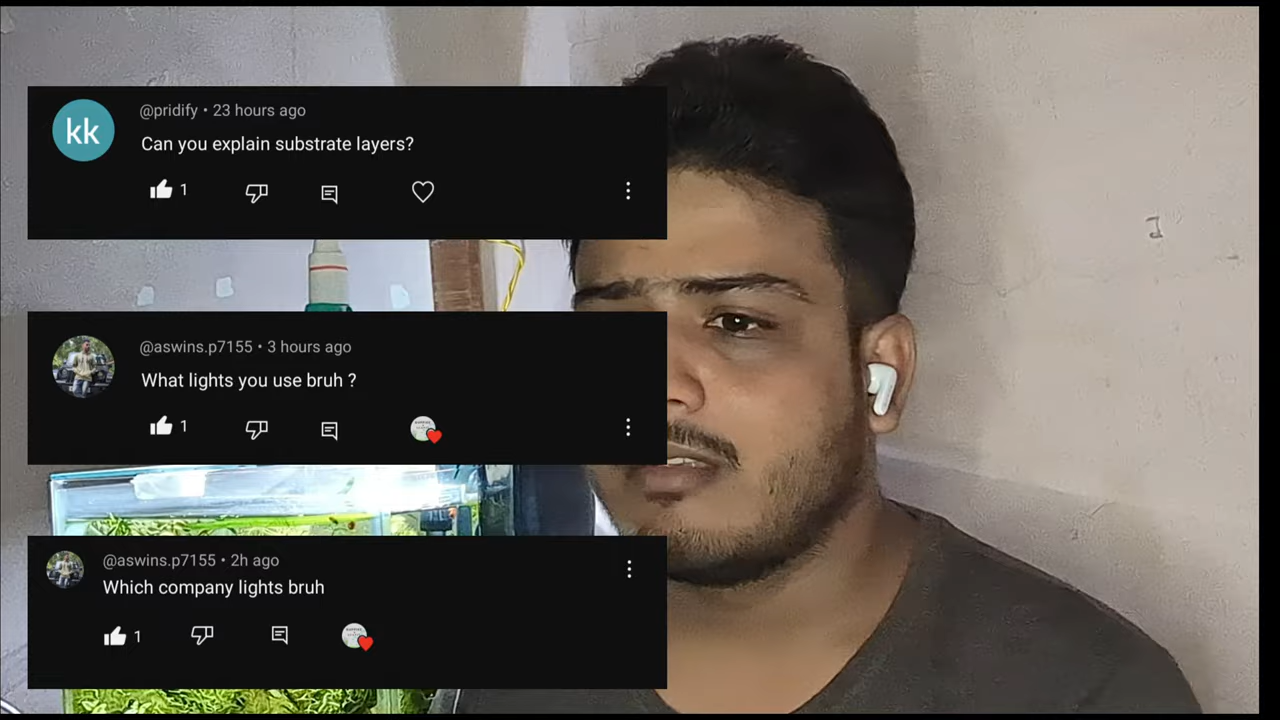 kk
@pridify • 23 hours ago
Can you explain substrate layers?
1
@aswins.p7155 • 3 hours ago
What lights you use bruh ?
1
@aswins.p7155 • 2h ago
Which company lights bruh
1